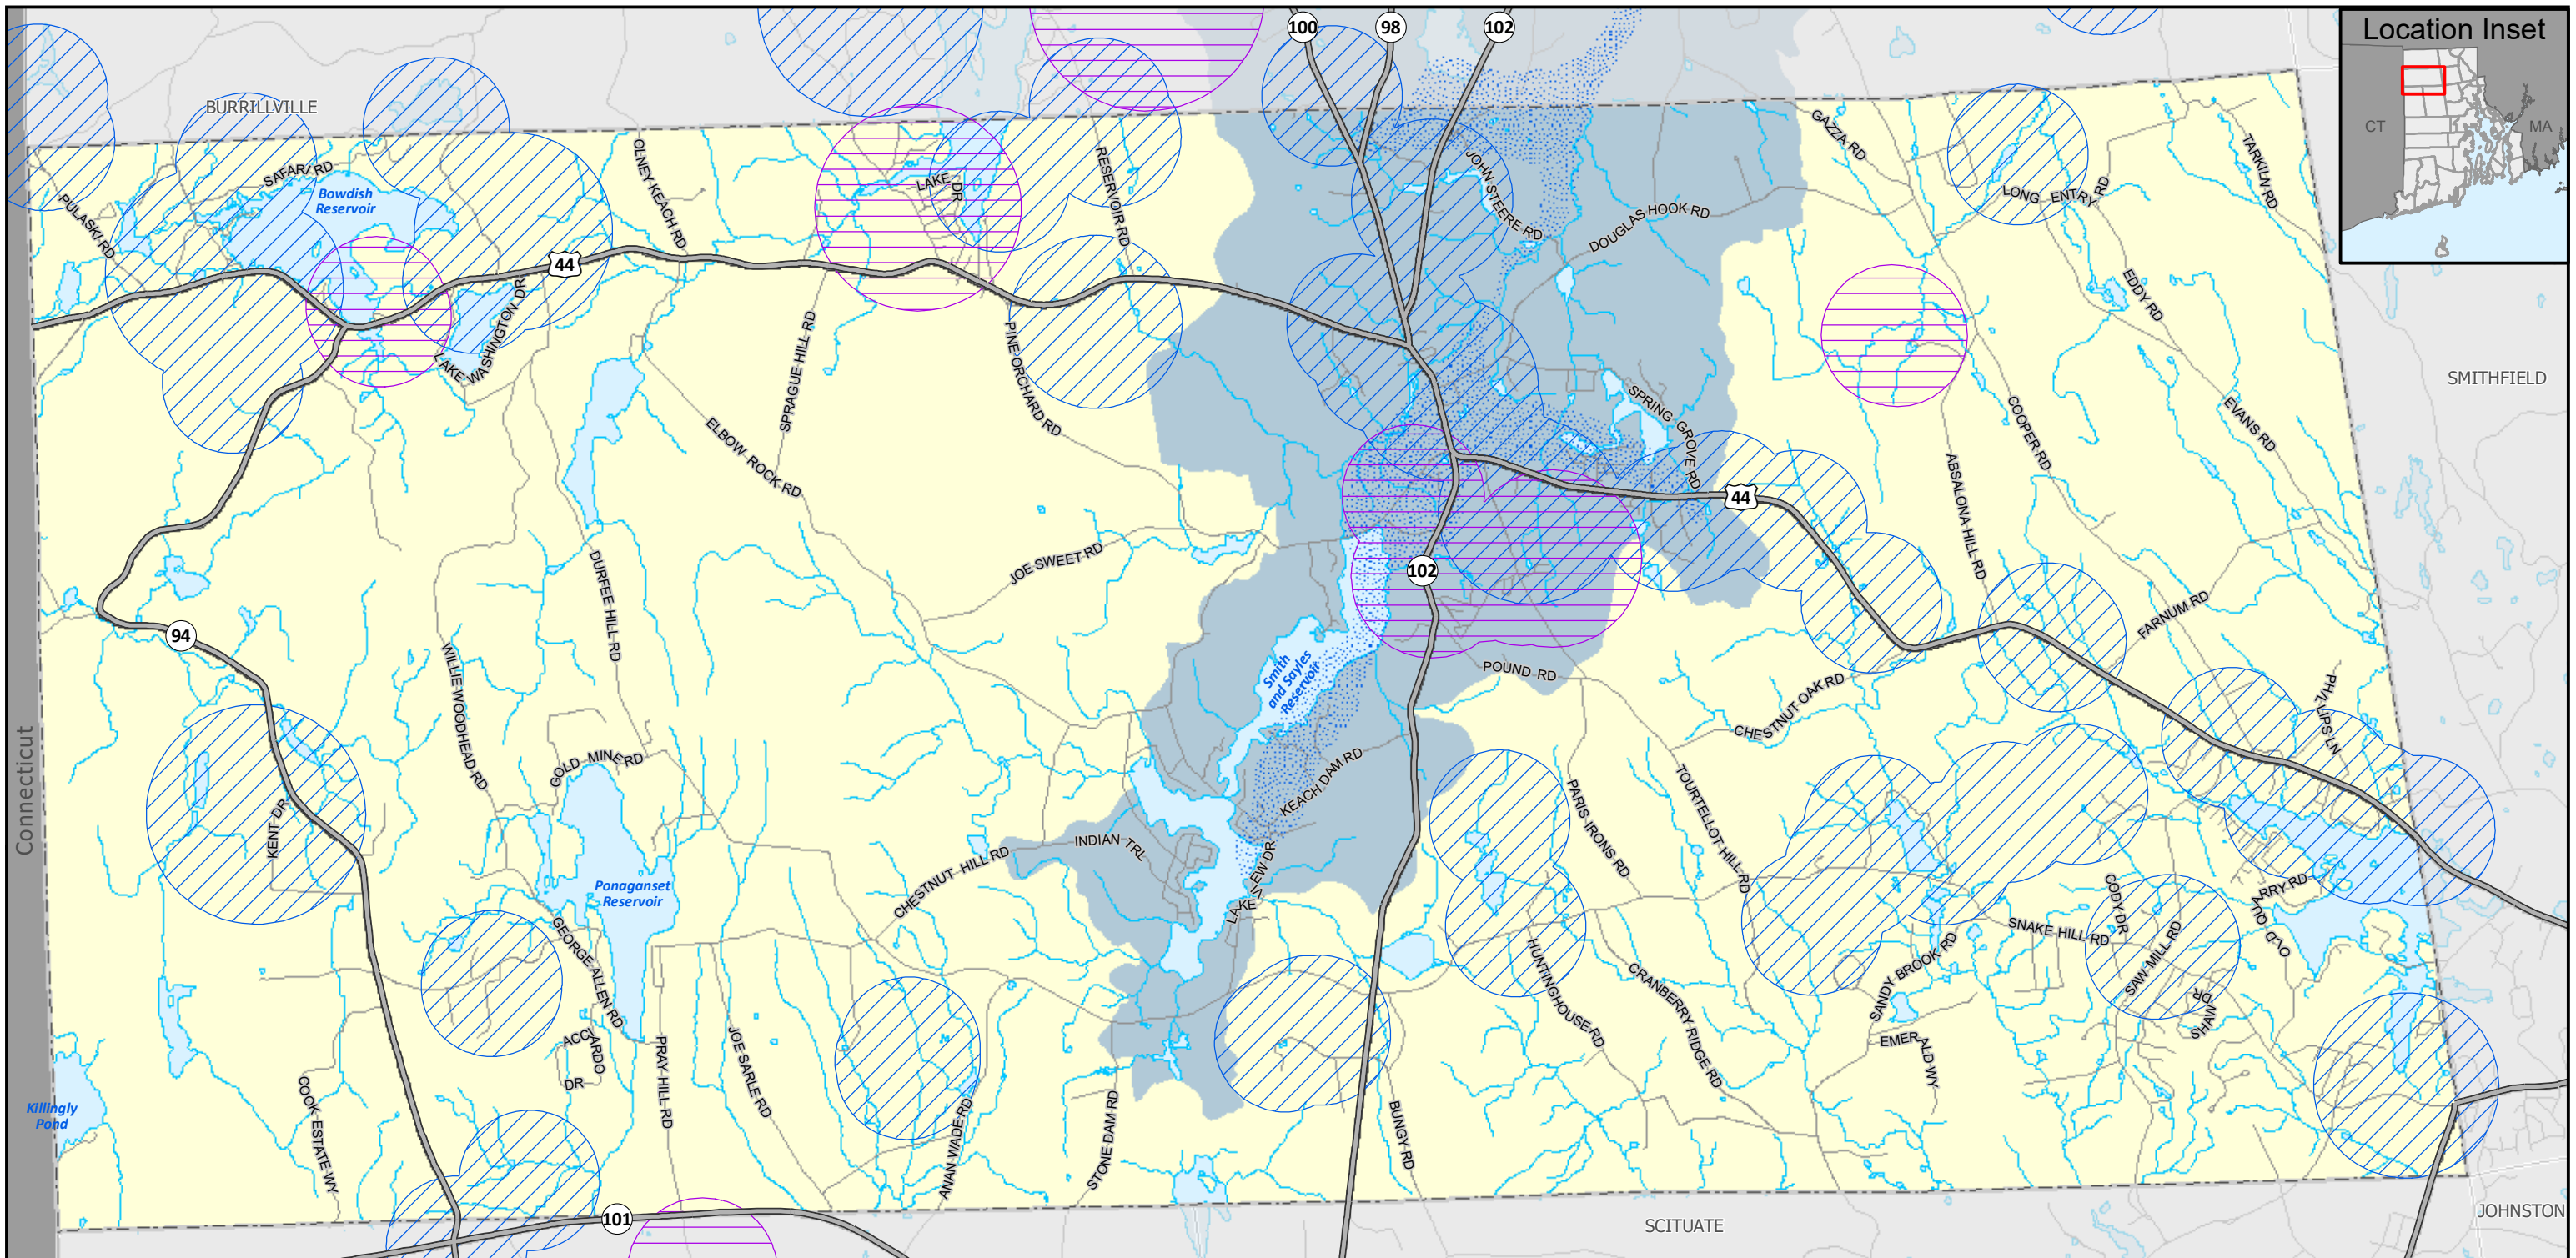 100
98
102
Location Inset
CT
MA
BURRILLVILLE
SAFARI RD
Bowdish
Reservoir
PULASKI RD
OLNEY KEACH RD
LAKE DR
RESERVOIR RD
JOHN STEERE RD
DOUGLAS HOOK RD
GAZZA RD
LONG ENTRY RD
TARKILN RD
44
LAKE WASHINGTON DR
SPRAGUE HILL RD
PINE ORCHARD RD
EDDY RD
SMITHFIELD
ELBOW ROCK RD
SPRING GROVE RD
COOPER RD
EVANS RD
44
ABSALONA HILL RD
JOE SWEET RD
102
DURFEE HILL RD
94
FARNUM RD
WILLIE WOODHEAD RD
Smith
and Sayles
Reservoir
POUND RD
CHESTNUT OAK RD
PHILLIPS LN
Connecticut
GOLD MINE RD
KEACH DAM RD
KENT DR
PARIS IRONS RD
TOURTELLOT HILL RD
INDIAN TRL
CHESTNUT HILL RD
LAKE VIEW DR
Ponaganset
Reservoir
GEORGE ALLEN RD
CODY DR
SNAKE HILL RD
SAW MILL RD
SANDY BROOK RD
HUNTINGHOUSE RD
CRANBERRY RIDGE RD
SHAW DR
EMERALD WY
ACCIARDO
DR
PRAY HILL RD
JOE SARLE RD
COOK ESTATE WY
Killingly
Pond
ANAN WADE RD
STONE DAM RD
BUNGY RD
101
SCITUATE
JOHNSTON